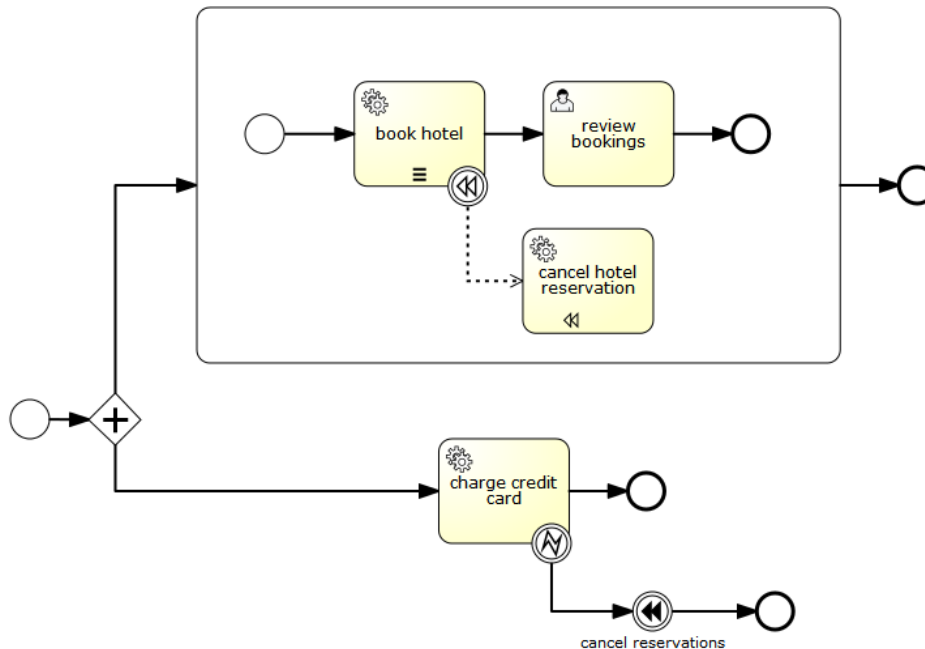 book hotel
review
bookings
cancel hotel
reservation
charge credit
card
cancel reservations